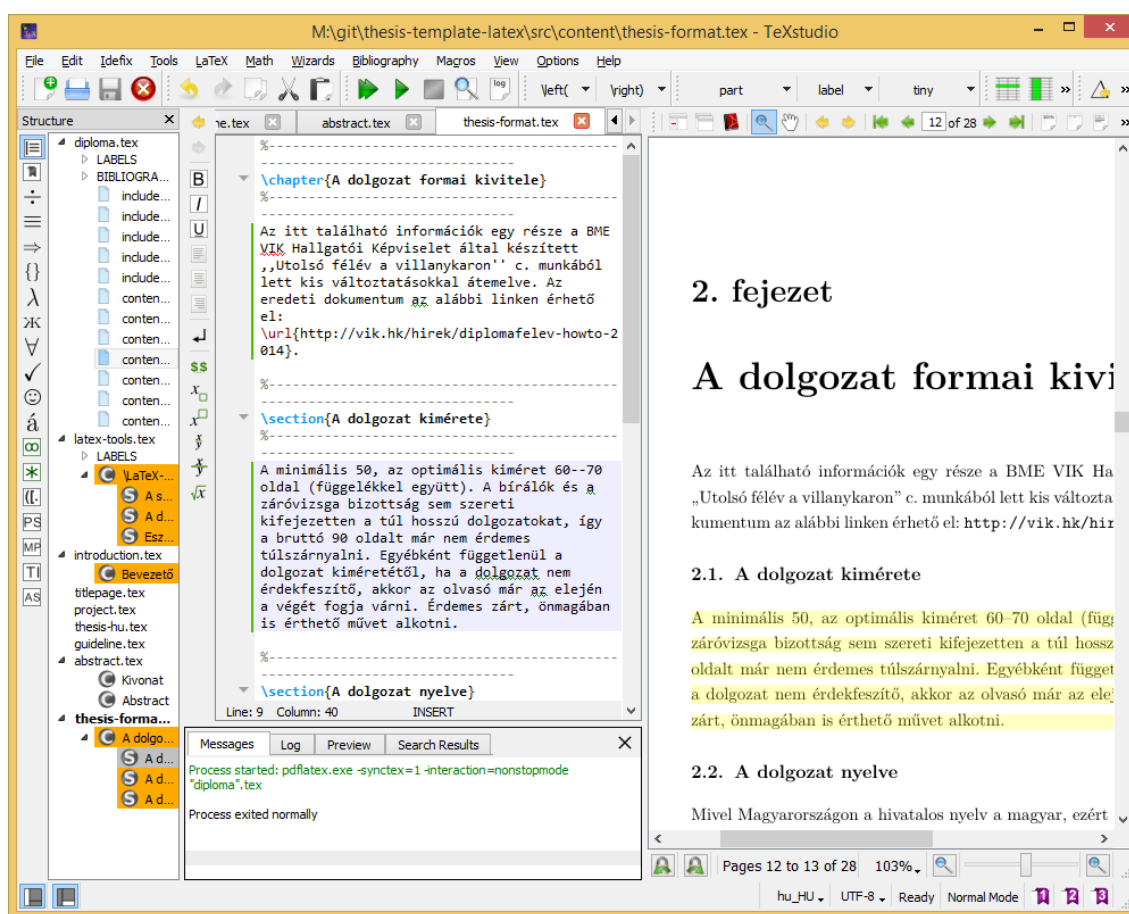 M:\git\thesis-template-latex\src\content\thesis-format.tex - TeXstudio
File Edit Idefix Tools LaTeX Math Wizards Bibliography Macros View Options Help
log \left( \right) part label tiny
Structure
diploma.tex
LABELS
BIBLIOGRA...
include...
include...
include...
include...
include...
conten...
conten...
conten...
conten...
conten...
conten...
conten...
latex-tools.tex
LABELS
\LaTeX-...
A s...
A d...
Esz...
introduction.tex
Bevezető
titlepage.tex
project.tex
thesis-hu.tex
guideline.tex
abstract.tex
Kivonat
Abstract
thesis-forma...
A dolgo...
A d...
A d...
A d...
PS
MP
TI
AS
B
I
U
$$
ne.tex abstract.tex thesis-format.tex
%------------------------------------------
------------------------------
\chapter{A dolgozat formai kivitele}
%------------------------------------------
------------------------------
Az itt található információk egy része a BME
VIK Hallgatói Képviselet által készített
,,Utolsó félév a villanykaron'' c. munkából
lett kis változtatásokkal átemelve. Az
eredeti dokumentum az alábbi linken érhető
el:
\url{http://vik.hk/hirek/diplomafelev-howto-2
014}.
%------------------------------------------
------------------------------
\section{A dolgozat kimérete}
%------------------------------------------
------------------------------
A minimális 50, az optimális kiméret 60--70
oldal (függelékkel együtt). A bírálók és a
záróvizsga bizottság sem szereti
kifejezetten a túl hosszú dolgozatokat, így
a bruttó 90 oldalt már nem érdemes
túlszárnyalni. Egyébként függetlenül a
dolgozat kiméretétől, ha a dolgozat nem
érdekfeszítő, akkor az olvasó már az elején
a végét fogja várni. Érdemes zárt, önmagában
is érthető művet alkotni.
%------------------------------------------
------------------------------
\section{A dolgozat nyelve}
Line: 9 Column: 40 INSERT
Messages Log Preview Search Results
Process started: pdflatex.exe -synctex=1 -interaction=nonstopmode
"diploma".tex
Process exited normally
12 of 28
2. fejezet
A dolgozat formai kivi
Az itt található információk egy része a BME VIK Ha
„Utolsó félév a villanykaron” c. munkából lett kis változta
kumentum az alábbi linken érhető el: http://vik.hk/hir
2.1. A dolgozat kimérete
A minimális 50, az optimális kiméret 60–70 oldal (függ
záróvizsga bizottság sem szereti kifejezetten a túl hossz
oldalt már nem érdemes túlszárnyalni. Egyébként függet
a dolgozat nem érdekfeszítő, akkor az olvasó már az elej
zárt, önmagában is érthető művet alkotni.
2.2. A dolgozat nyelve
Mivel Magyarországon a hivatalos nyelv a magyar, ezért
Pages 12 to 13 of 28 103%
hu_HU UTF-8 Ready Normal Mode 1 2 3